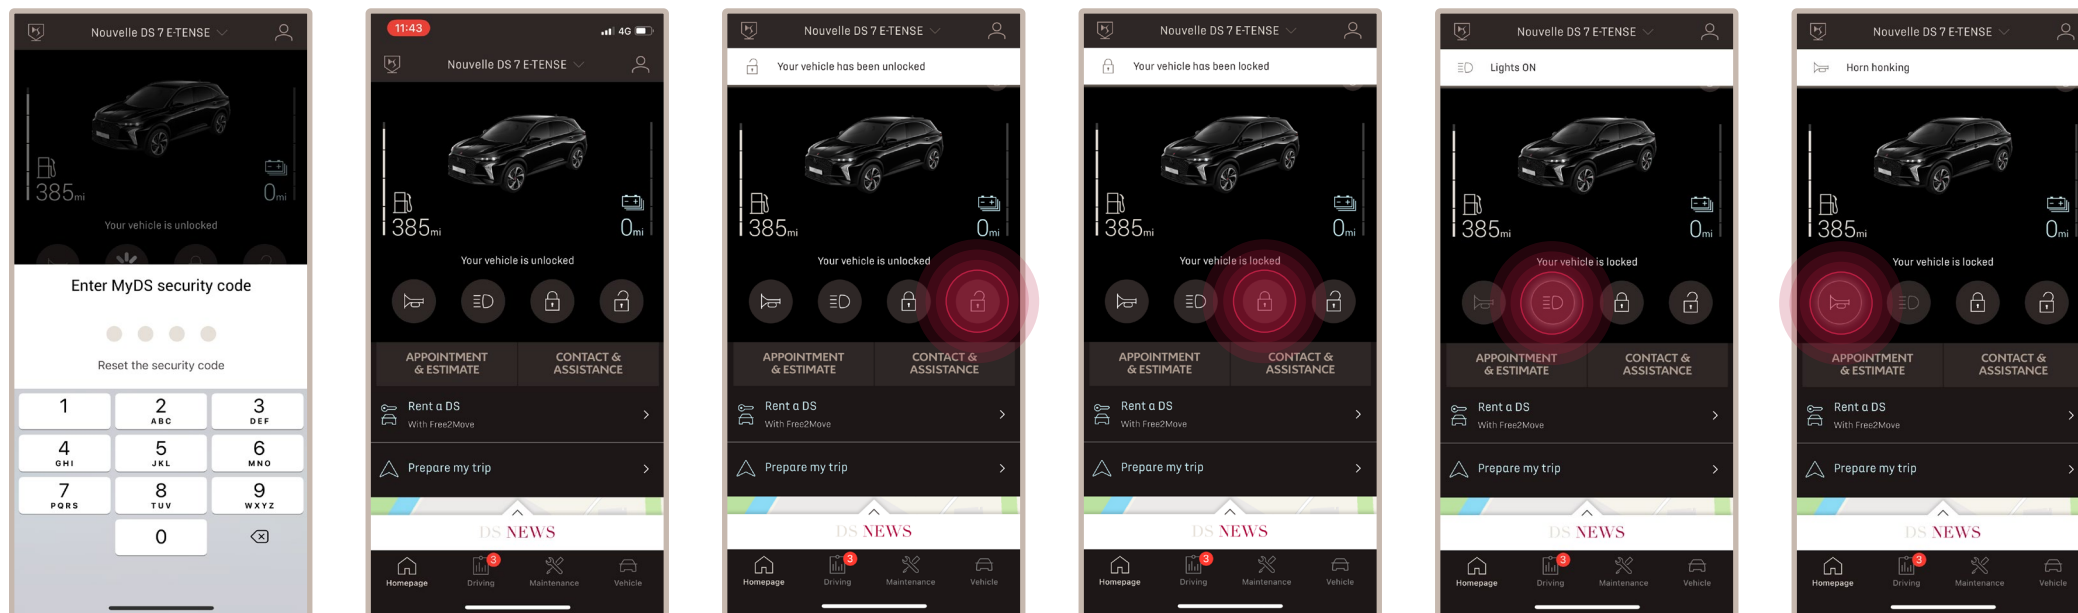 Nouvelle DS 7 E-TENSE
385mi
0mi
Your vehicle is unlocked
Enter MyDS security code
Reset the security code
1
2
ABC
3
DEF
4
GHI
5
JKL
6
MNO
7
PQRS
8
TUV
9
WXYZ
0
11:43
4G
Nouvelle DS 7 E-TENSE
385mi
0mi
Your vehicle is unlocked
APPOINTMENT
& ESTIMATE
CONTACT &
ASSISTANCE
Rent a DS
With Free2Move
Prepare my trip
DS NEWS
3
Homepage
Driving
Maintenance
Vehicle
Nouvelle DS 7 E-TENSE
Your vehicle has been unlocked
385mi
0mi
Your vehicle is unlocked
APPOINTMENT
& ESTIMATE
CONTACT &
ASSISTANCE
Rent a DS
With Free2Move
Prepare my trip
DS NEWS
3
Homepage
Driving
Maintenance
Vehicle
Nouvelle DS 7 E-TENSE
Your vehicle has been locked
385mi
0mi
Your vehicle is locked
APPOINTMENT
& ESTIMATE
CONTACT &
ASSISTANCE
Rent a DS
With Free2Move
Prepare my trip
DS NEWS
3
Homepage
Driving
Maintenance
Vehicle
Nouvelle DS 7 E-TENSE
Lights ON
385mi
0mi
Your vehicle is locked
APPOINTMENT
& ESTIMATE
CONTACT &
ASSISTANCE
Rent a DS
With Free2Move
Prepare my trip
DS NEWS
3
Homepage
Driving
Maintenance
Vehicle
Nouvelle DS 7 E-TENSE
Horn honking
385mi
0mi
Your vehicle is locked
APPOINTMENT
& ESTIMATE
CONTACT &
ASSISTANCE
Rent a DS
With Free2Move
Prepare my trip
DS NEWS
3
Homepage
Driving
Maintenance
Vehicle